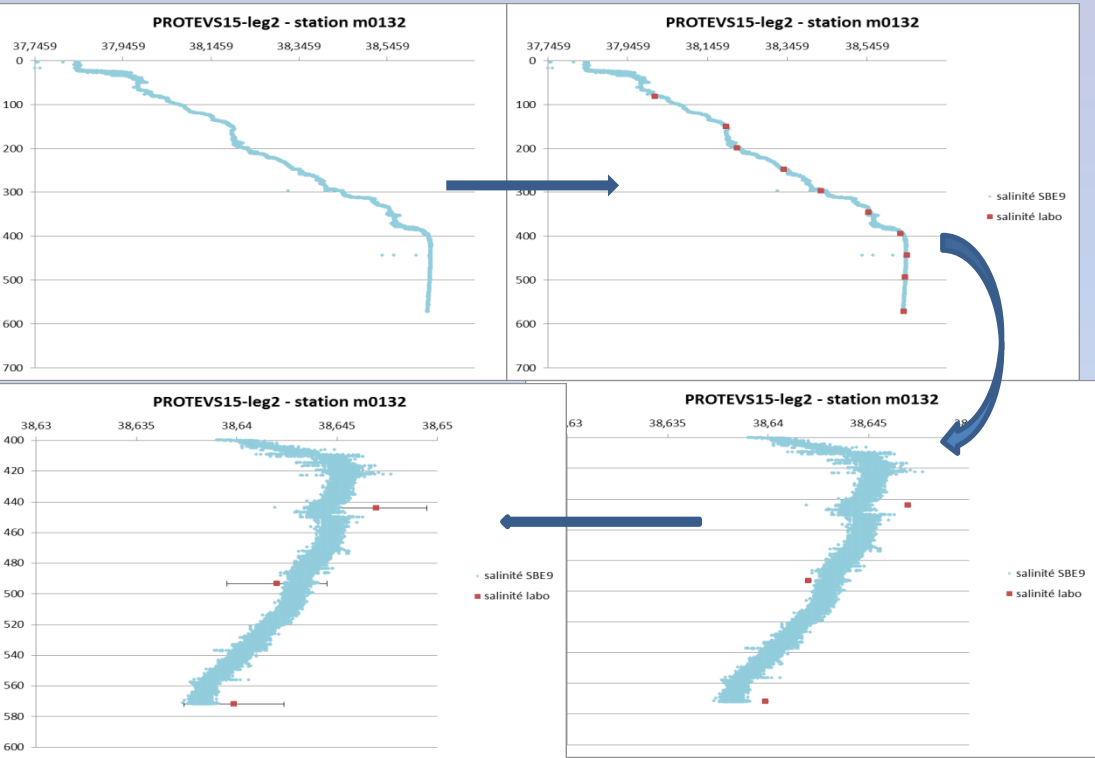 PROTEVS15-leg2 - station m0132
37,7459 37,9459 38,1459 38,3459 38,5459
0
100
200
300
400
500
600
700
PROTEVS15-leg2 - station m0132
37,7459 37,9459 38,1459 38,3459 38,5459
0
100
200
300
400
500
600
700
salinité SBE9
salinité labo
PROTEVS15-leg2 - station m0132
38,63 38,635 38,64 38,645 38,65
400
420
440
460
480
500
520
540
560
580
600
salinité SBE9
salinité labo
PROTEVS15-leg2 - station m0132
63 38,635 38,64 38,645
salinité SBE9
salinité labo